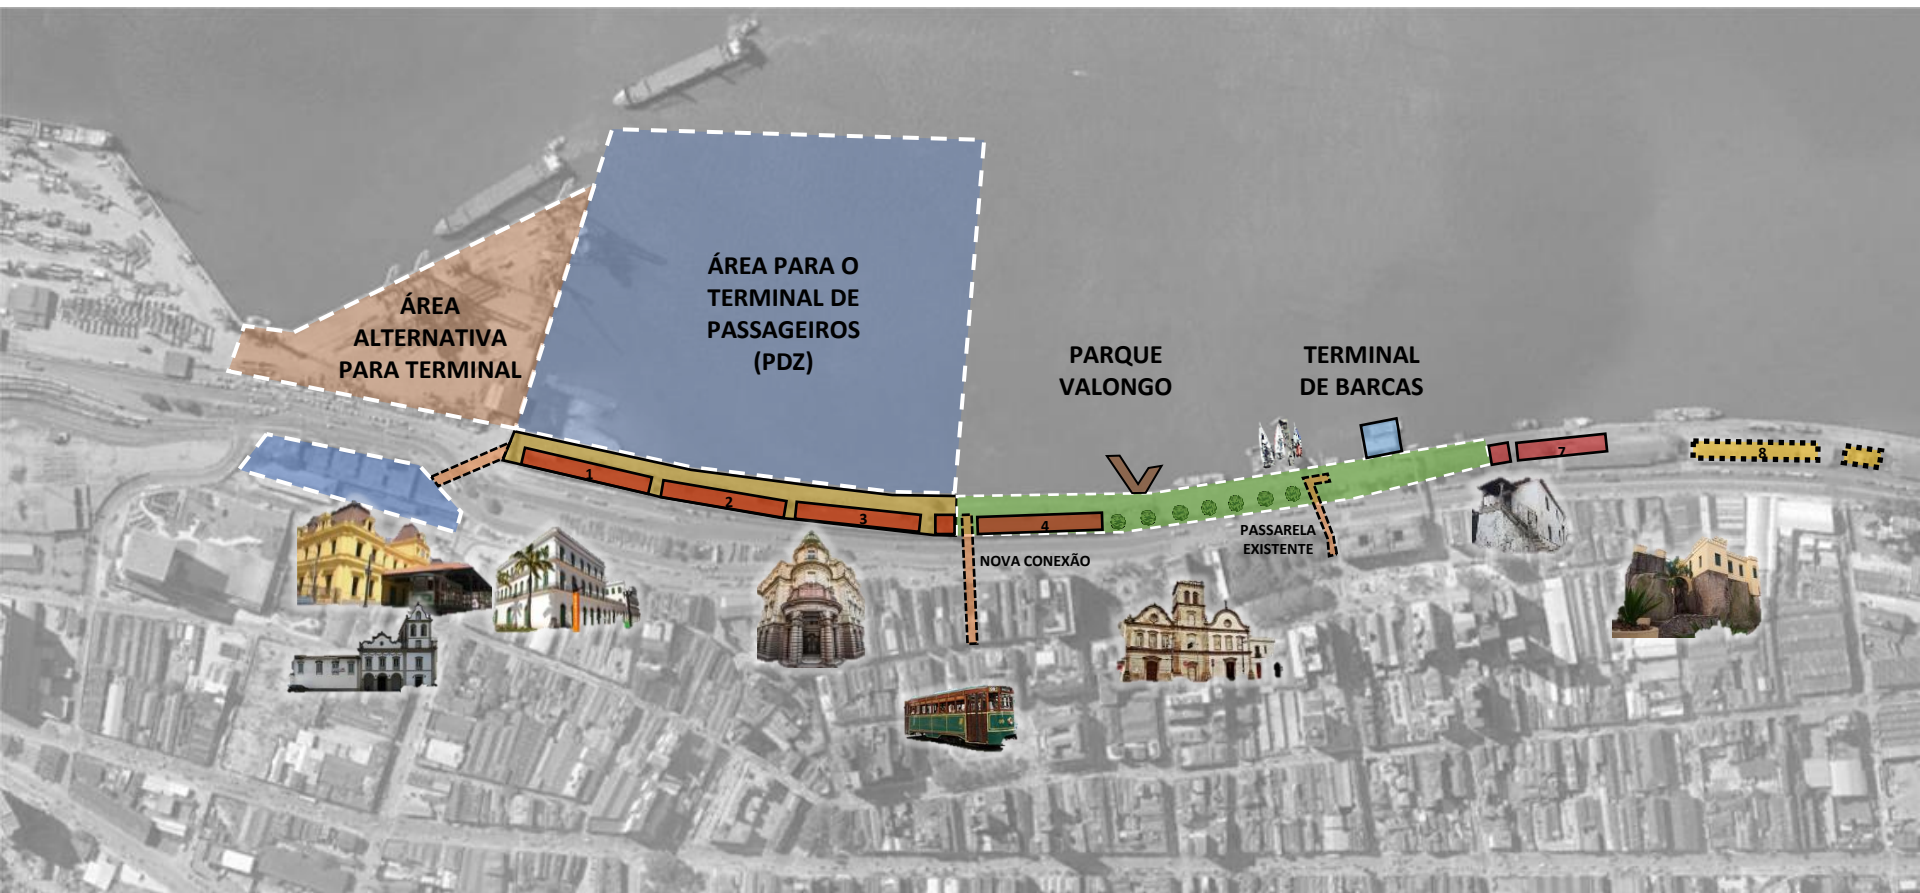 ÁREA PARA O
TERMINAL DE
PASSAGEIROS
(PDZ)
ÁREA
ALTERNATIVA
PARA TERMINAL
PARQUE
VALONGO
TERMINAL
DE BARCAS
1
2
3
4
7
8
PASSARELA
EXISTENTE
NOVA CONEXÃO